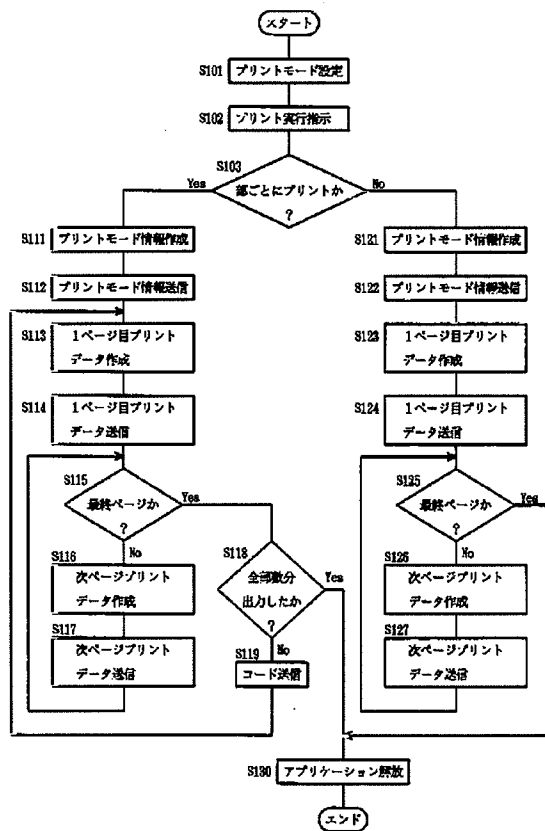 スタート
S101
プリントモード設定
S102
プリント実行指示
S103
部ごとにプリントか
?
Yes
No
S111
プリントモード情報作成
S112
プリントモード情報送信
S113
1ページ目プリント
データ作成
S114
1ページ目プリント
データ送信
S115
最終ページか
?
Yes
No
S116
次ページプリント
データ作成
S117
次ページプリント
データ送信
S118
全部数分
出力したか
?
Yes
No
S119
コード送信
S121
プリントモード情報作成
S122
プリントモード情報送信
S123
1ページ目プリント
データ作成
S124
1ページ目プリント
データ送信
S125
最終ページか
?
Yes
No
S126
次ページプリント
データ作成
S127
次ページプリント
データ送信
S130
アプリケーション解放
エンド